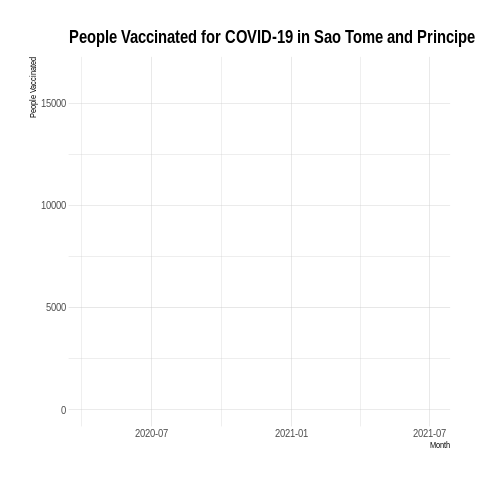 People Vaccinated for COVID-19 in Sao Tome and Principe
People Vaccinated
15000
10000
5000
0
2020-07
2021-01
2021-07
Month